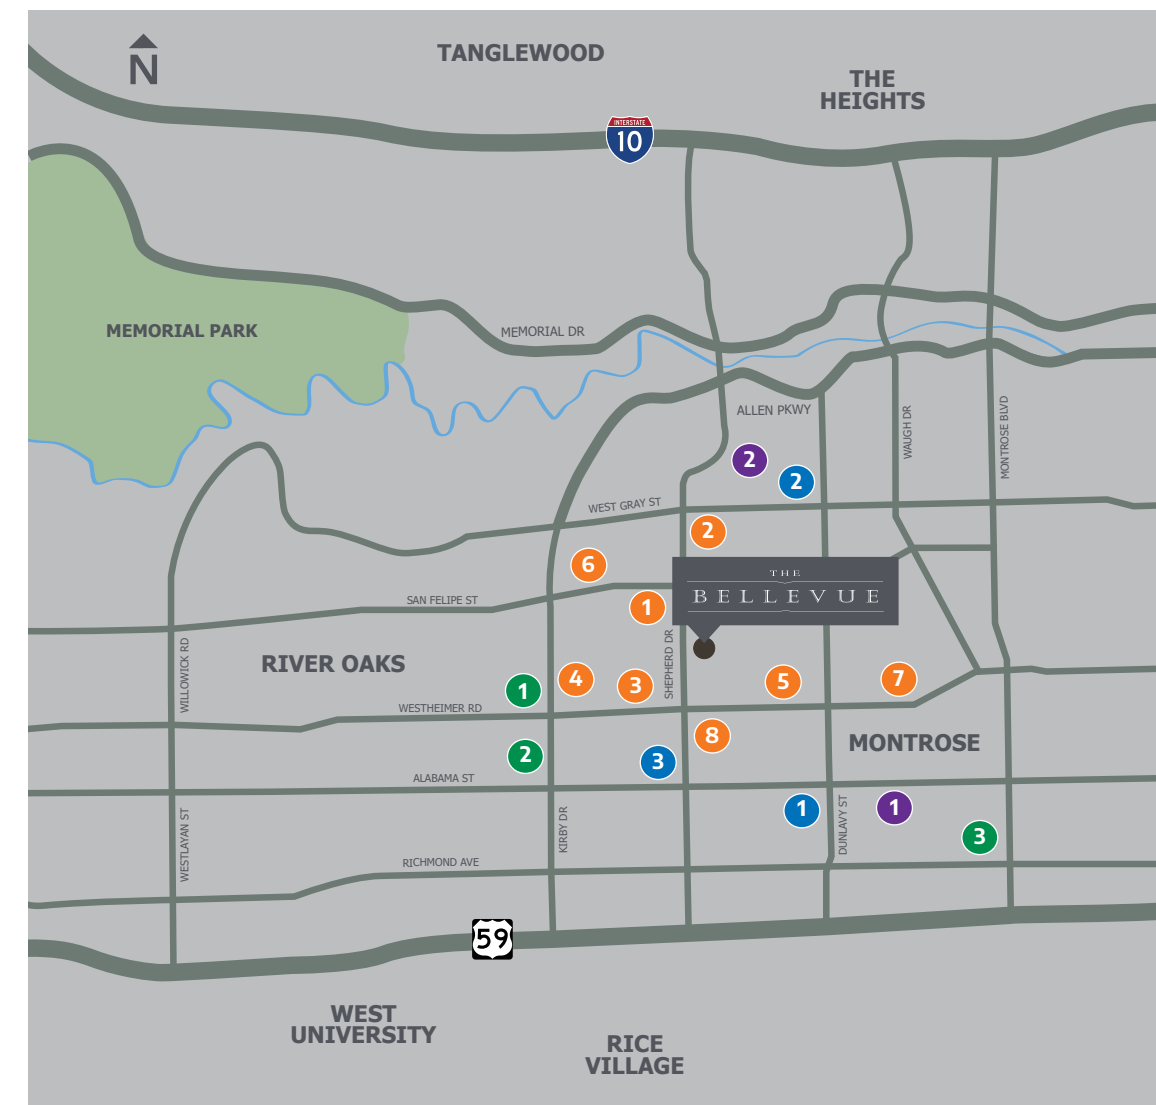 TANGLEWOOD
N
THE
HEIGHTS
INTERSTATE
10
MEMORIAL PARK
MEMORIAL DR
ALLEN PKWY
WAUGH DR
MONTROSE BLVD
2
2
WEST GRAY ST
2
6
THE
BELLEVUE
SAN FELIPE ST
1
WILLOWICK RD
RIVER OAKS
SHEPHERD DR
1
4
3
5
7
WESTHEIMER RD
8
MONTROSE
2
3
ALABAMA ST
WESTLAYAN ST
KIRBY DR
1
DUNLAVY ST
1
3
RICHMOND AVE
59
WEST
UNIVERSITY
RICE
VILLAGE